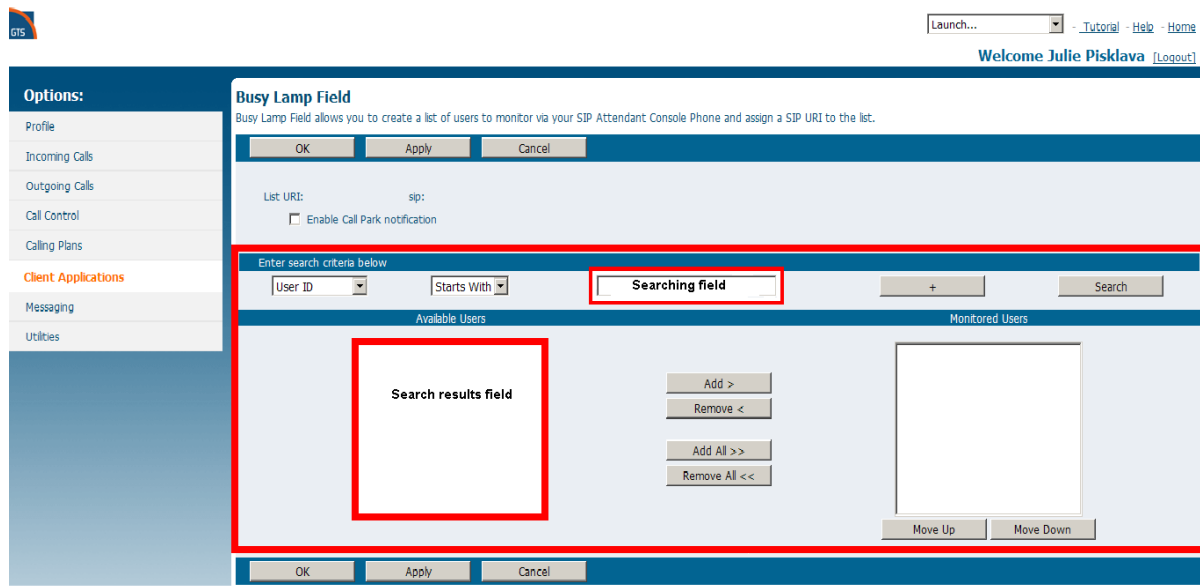 GTS
Launch... - Tutorial - Help - Home
Welcome Julie Pisklava [Logout]
Options:
Profile
Incoming Calls
Outgoing Calls
Call Control
Calling Plans
Client Applications
Messaging
Utilities
Busy Lamp Field
Busy Lamp Field allows you to create a list of users to monitor via your SIP Attendant Console Phone and assign a SIP URI to the list.
OK Apply Cancel
List URI: sip:
Enable Call Park notification
Enter search criteria below
User ID Starts With Searching field + Search
Available Users Monitored Users
Search results field
Add >
Remove <
Add All >>
Remove All <<
Move Up Move Down
OK Apply Cancel